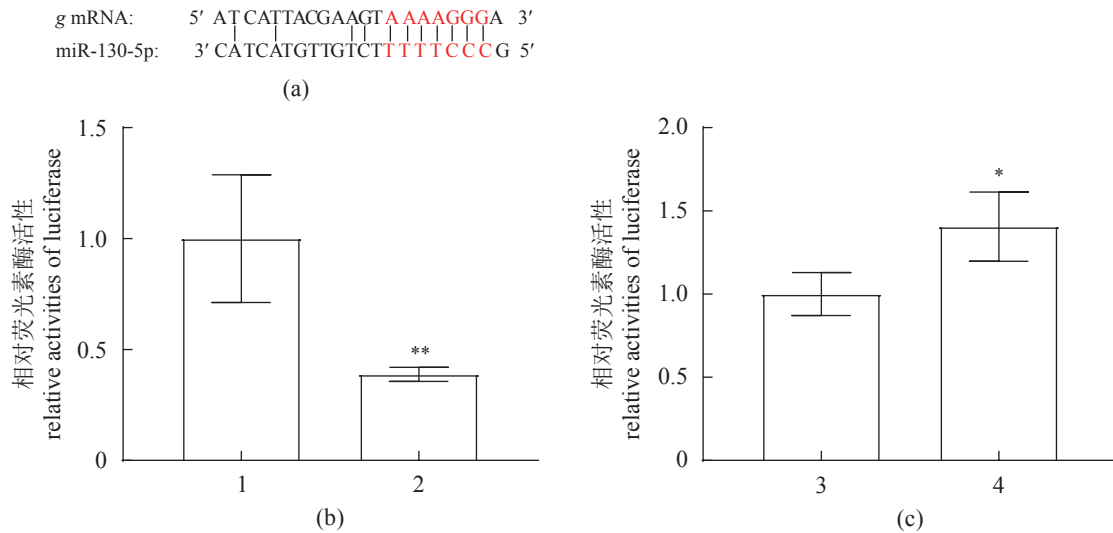 g mRNA: 5′ ATCATTACGAAGTAAAAGGGA 3′
miR-130-5p: 3′ CATCATGTTGTCTTTTTCCCG 5′
(a)
相对荧光素酶活性
relative activities of luciferase
1.5
1.0
0.5
0
**
1 2
(b)
相对荧光素酶活性
relative activities of luciferase
2.0
1.5
1.0
0.5
0
*
3 4
(c)